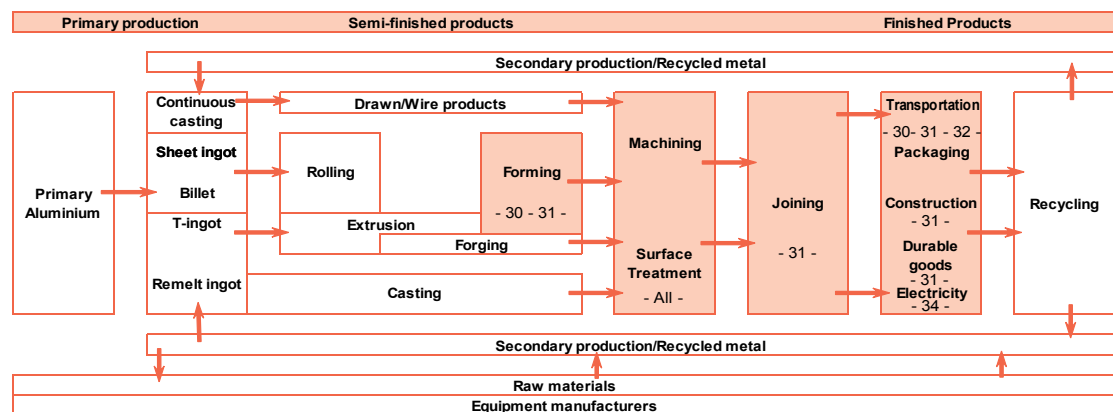 Primary production
Semi-finished products
Finished Products
Secondary production/Recycled metal
Primary
Aluminium
Continuous
casting
Sheet ingot
Billet
T-ingot
Remelt ingot
Drawn/Wire products
Rolling
Forming
- 30 - 31 -
Extrusion
Forging
Casting
Machining
Surface
Treatment
- All -
Joining
- 31 -
Transportation
- 30- 31 - 32 -
Packaging
Construction
- 31 -
Durable
goods
- 31 -
Electricity
- 34 -
Recycling
Secondary production/Recycled metal
Raw materials
Equipment manufacturers